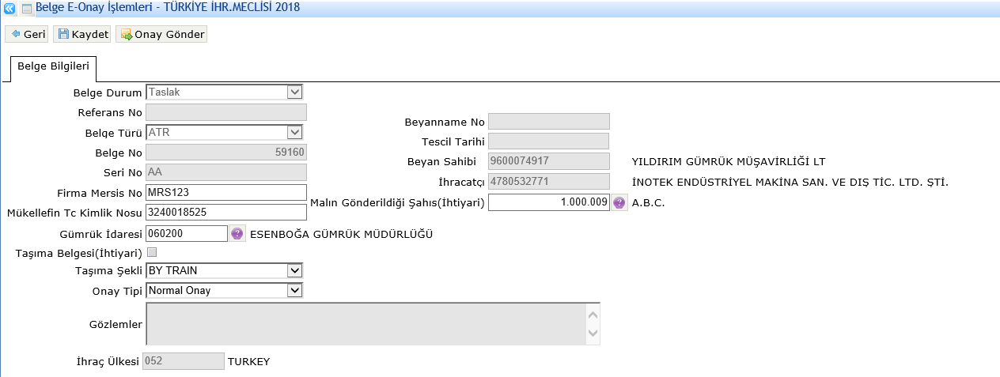 Belge E-Onay İşlemleri - TÜRKİYE İHR.MECLİSİ 2018
Geri Kaydet Onay Gönder
Belge Bilgileri
Belge Durum Taslak
Referans No
Beyanname No
Belge Türü ATR
Tescil Tarihi
Belge No 59160
Beyan Sahibi 9600074917 YILDIRIM GÜMRÜK MÜŞAVİRLİĞİ LT
Seri No AA
İhracatçı 4780532771 İNOTEK ENDÜSTRİYEL MAKİNA SAN. VE DIŞ TİC. LTD. ŞTİ.
Firma Mersis No MRS123
Malın Gönderildiği Şahıs(İhtiyari) 1.000.009 ? A.B.C.
Mükellefin Tc Kimlik Nosu 3240018525
Gümrük İdaresi 060200 ? ESENBOĞA GÜMRÜK MÜDÜRLÜĞÜ
Taşıma Belgesi(İhtiyari)
Taşıma Şekli BY TRAIN
Onay Tipi Normal Onay
Gözlemler
İhraç Ülkesi 052 TURKEY